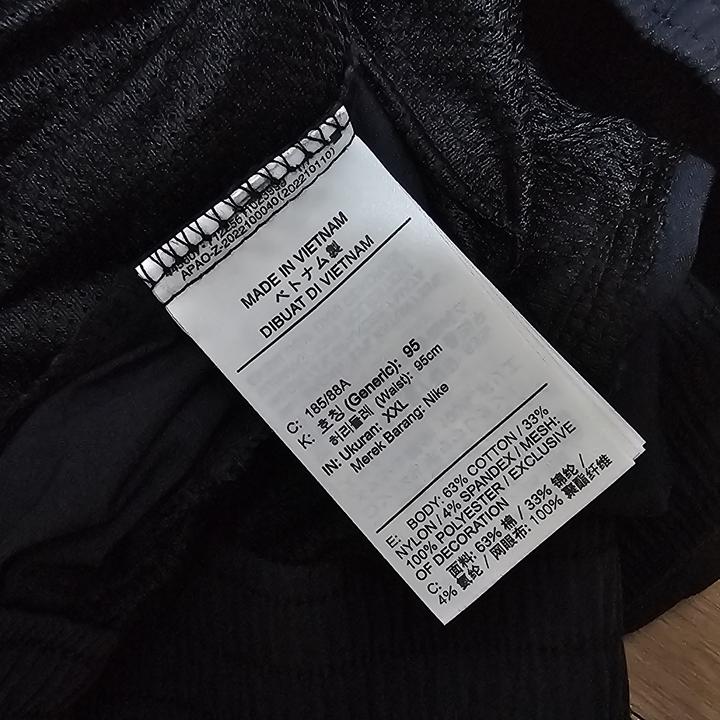 APAO-Z-2022100040(20221010)
MADE IN VIETNAM
ベトナム製
DIBUAT DI VIETNAM
C: 185/88A
K: 호칭 (Generic): 95
허리둘레 (Waist): 95cm
IN: Ukuran: XXL
Merek Barang: Nike
E: BODY: 63% COTTON / 33%
NYLON / 4% SPANDEX / MESH:
100% POLYESTER / EXCLUSIVE
OF DECORATION
C: 面料: 63% 棉 / 33% 锦纶 /
4% 氨纶 / 网眼布: 100% 聚酯纤维